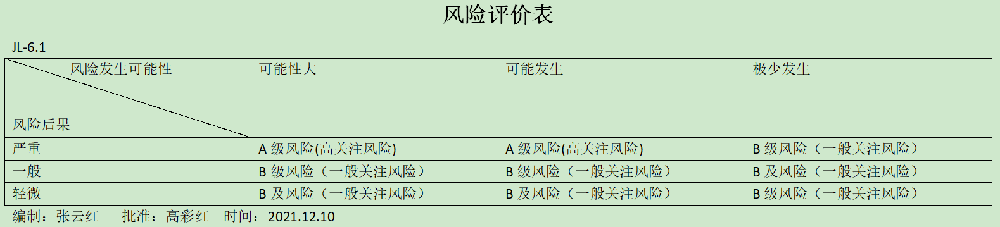 风险评价表
JL-6.1
风险发生可能性 可能性大 可能发生 极少发生
风险后果
严重 A 级风险(高关注风险) A 级风险(高关注风险) B 级风险（一般关注风险）
一般 B 级风险（一般关注风险） B 级风险（一般关注风险） B 及风险（一般关注风险）
轻微 B 及风险（一般关注风险） B 及风险（一般关注风险） B 级风险（一般关注风险）
编制：张云红 批准：高彩红 时间：2021.12.10